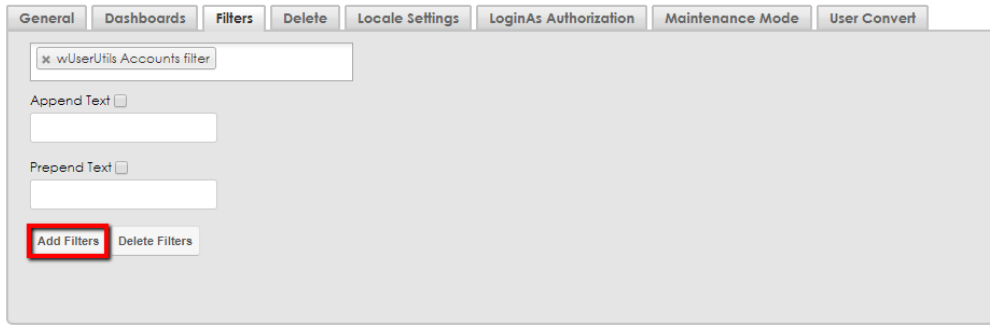 General Dashboards Filters Delete Locale Settings LoginAs Authorization Maintenance Mode User Convert
x wUserUtils Accounts filter
Append Text
Prepend Text
Add Filters Delete Filters